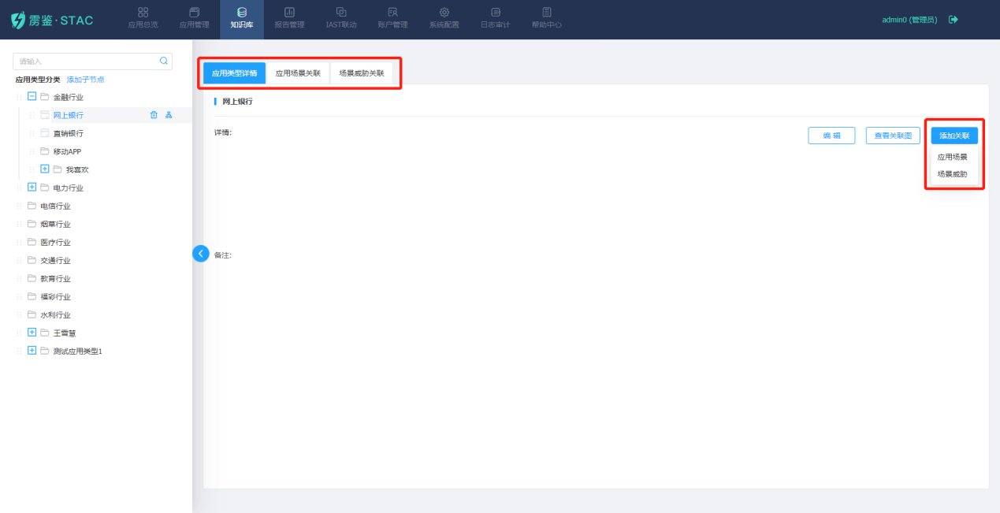 雳鉴·STAC
应用总览
应用管理
知识库
报告管理
IAST联动
账户管理
系统配置
日志审计
帮助中心
admin0 (管理员)
请输入
应用类型分类 添加子节点
金融行业
网上银行
直销银行
移动APP
我喜欢
电力行业
电信行业
烟草行业
医疗行业
交通行业
教育行业
福彩行业
水利行业
王雪慧
测试应用类型1
应用类型详情 应用场景关联 场景威胁关联
网上银行
详情:
编 辑 查看关联图 添加关联
应用场景
场景威胁
备注: